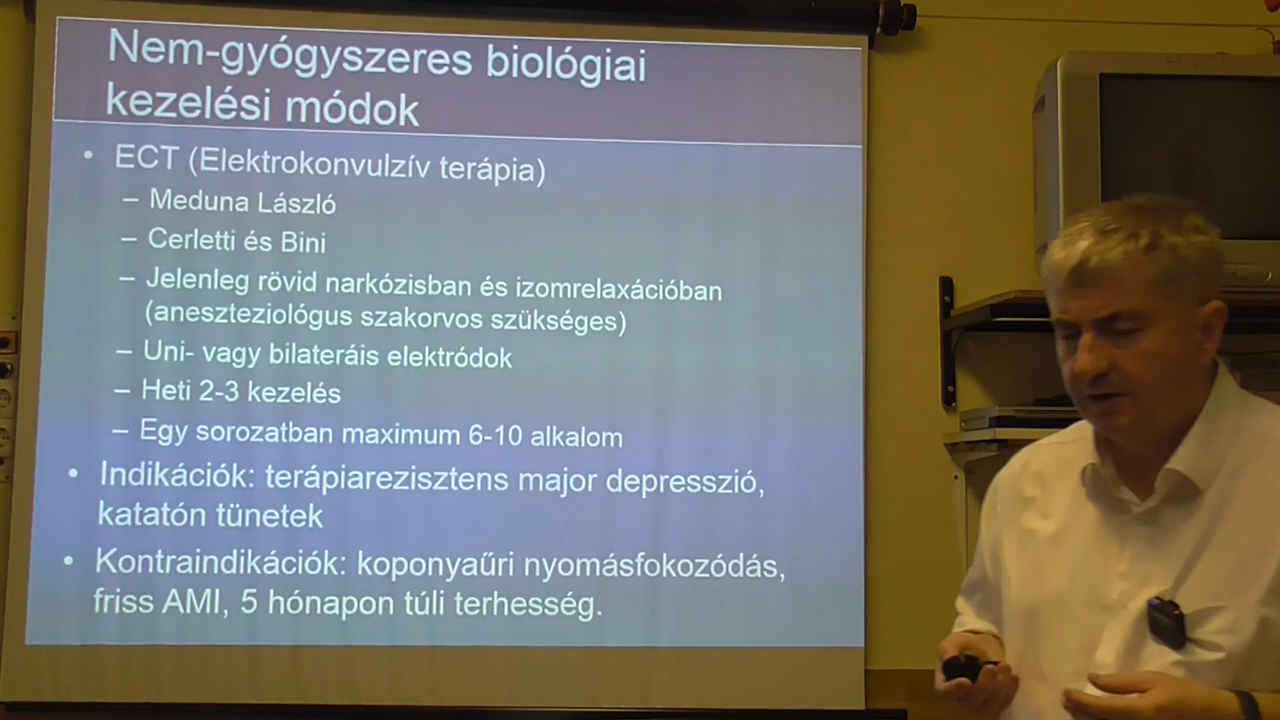 Nem-gyógyszeres biológiai
kezelési módok
• ECT (Elektrokonvulzív terápia)
– Meduna László
– Cerletti és Bini
– Jelenleg rövid narkózisban és izomrelaxációban
(aneszteziológus szakorvos szükséges)
– Uni- vagy bilateráis elektródok
– Heti 2-3 kezelés
– Egy sorozatban maximum 6-10 alkalom
• Indikációk: terápiarezisztens major depresszió,
katatón tünetek
• Kontraindikációk: koponyaűri nyomásfokozódás,
friss AMI, 5 hónapon túli terhesség.